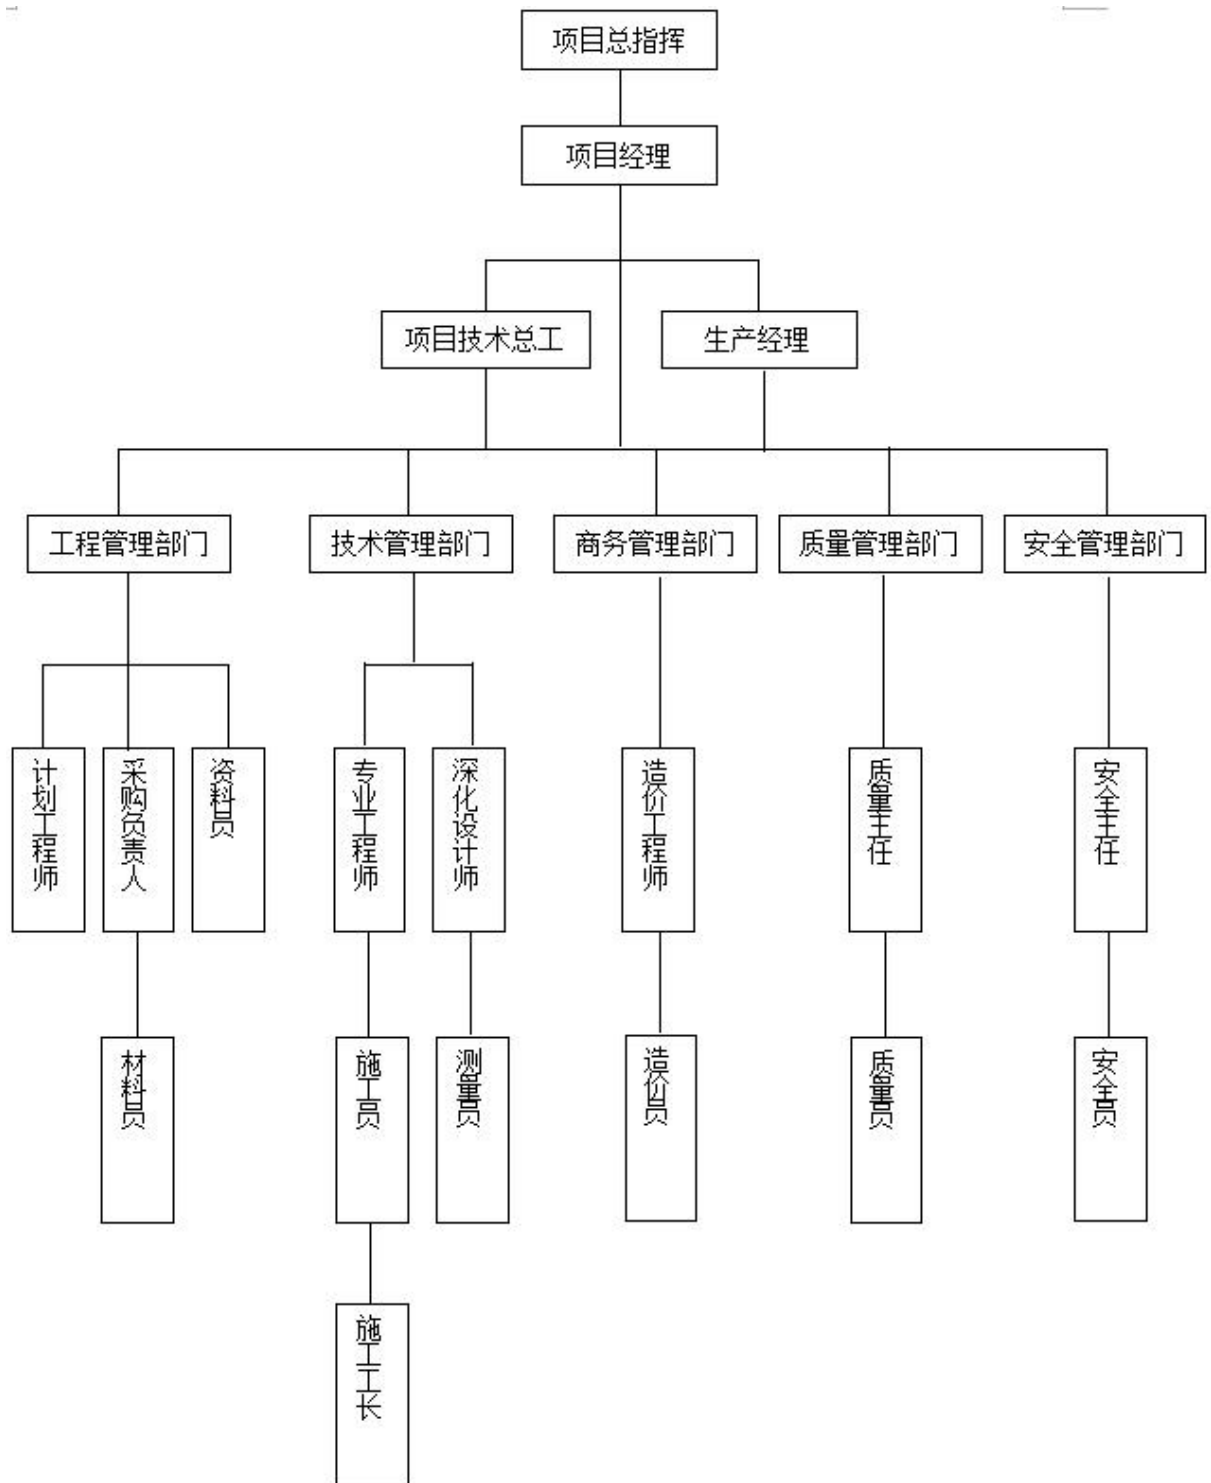 项目总指挥
项目经理
项目技术总工
生产经理
工程管理部门
技术管理部门
商务管理部门
质量管理部门
安全管理部门
计划工程师
采购负责人
资料员
专业工程师
深化设计师
造价工程师
质量主任
安全主任
材料员
施工员
测量员
造价员
质量员
安全员
施工工长